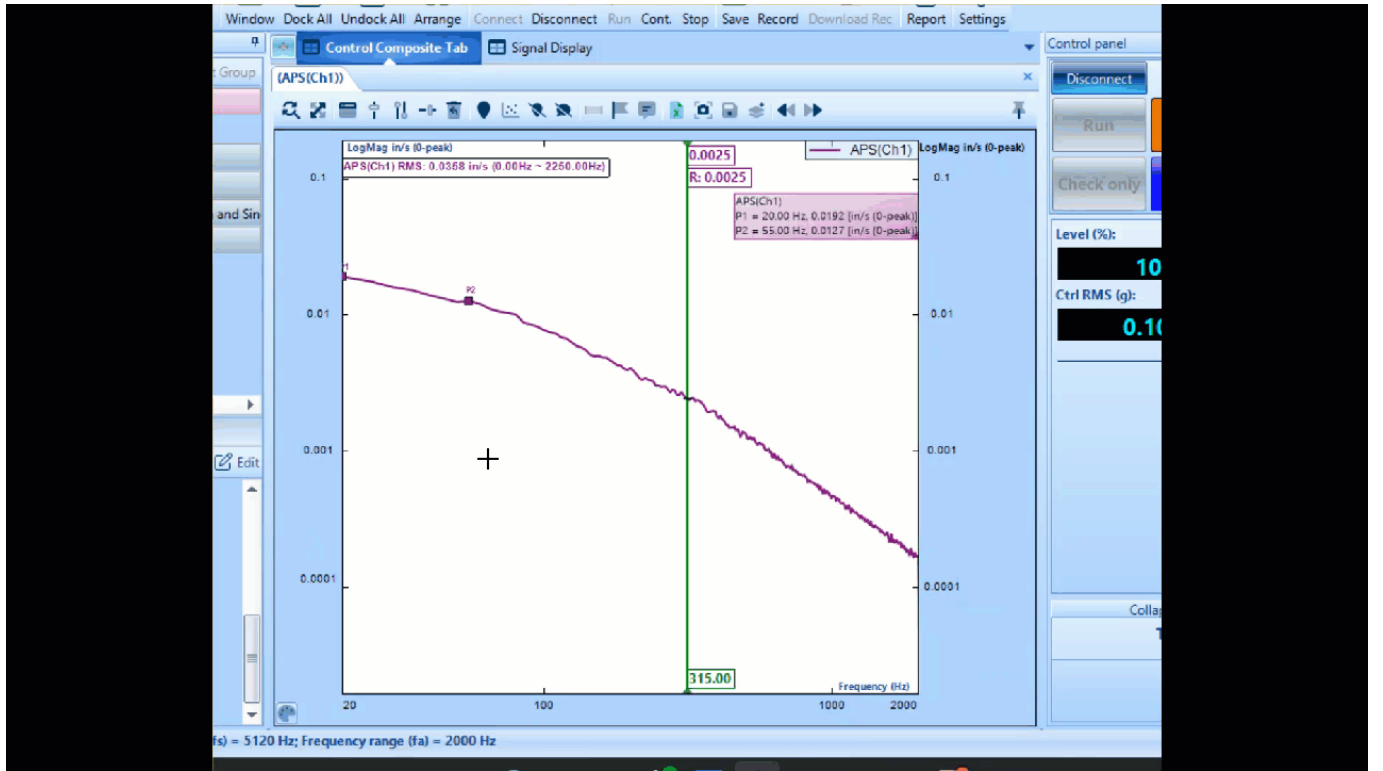 Window Dock All Undock All Arrange Connect Disconnect Run Cont. Stop Save Record Download Rec Report Settings
Control Composite Tab Signal Display
Control panel
t Group
(APS(Ch1))
Disconnect
Run
Check only
and Sin
LogMag in/s (0-peak)
APS(Ch1) RMS: 0.0358 in/s (0.00Hz ~ 2250.00Hz)
0.0025
R: 0.0025
APS(Ch1)
LogMag in/s (0-peak)
0.1
0.1
APS(Ch1)
P1 = 20.00 Hz, 0.0192 [in/s (0-peak)]
P2 = 55.00 Hz, 0.0127 [in/s (0-peak)]
Level (%):
10
Ctrl RMS (g):
0.10
P2
0.01
0.01
0.001
0.001
Edit
0.0001
0.0001
315.00
Frequency (Hz)
20
100
1000
2000
Colla
fs) = 5120 Hz; Frequency range (fa) = 2000 Hz